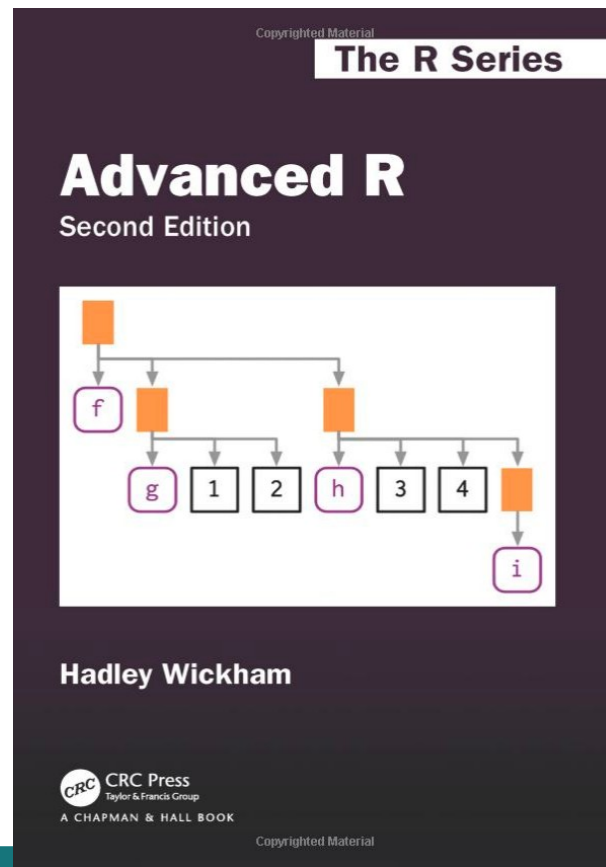 Copyrighted Material
The R Series
Advanced R
Second Edition
f
g 1 2 h 3 4
i
Hadley Wickham
CRC CRC Press
Taylor & Francis Group
A CHAPMAN & HALL BOOK
Copyrighted Material